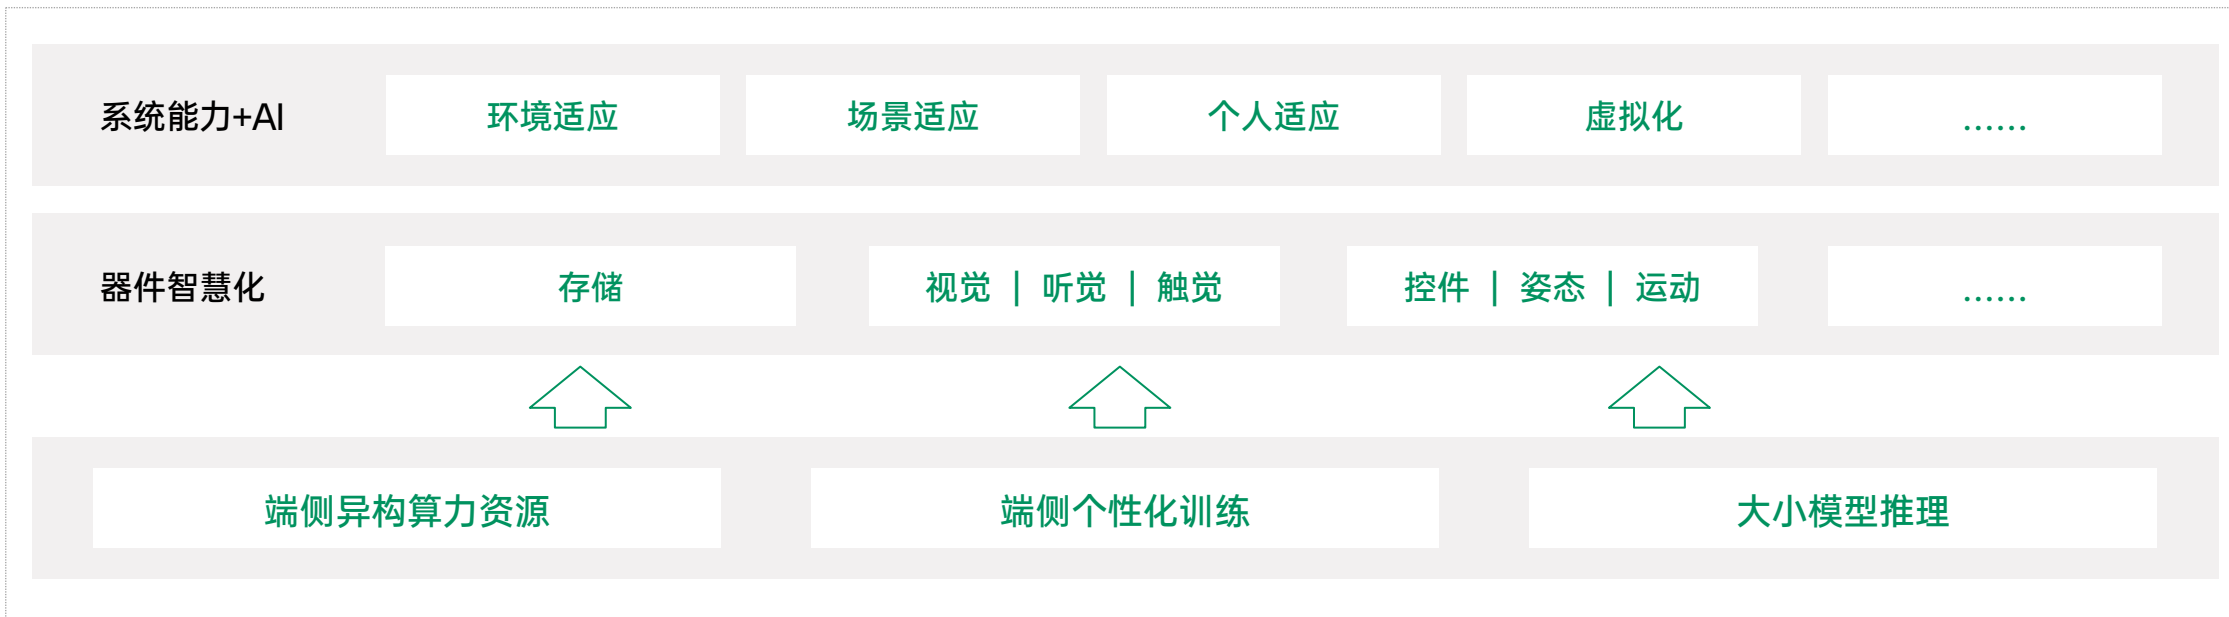 系统能力+AI 环境适应 场景适应 个人适应 虚拟化 ......
器件智慧化 存储 视觉 | 听觉 | 触觉 控件 | 姿态 | 运动 ......
端侧异构算力资源 端侧个性化训练 大小模型推理